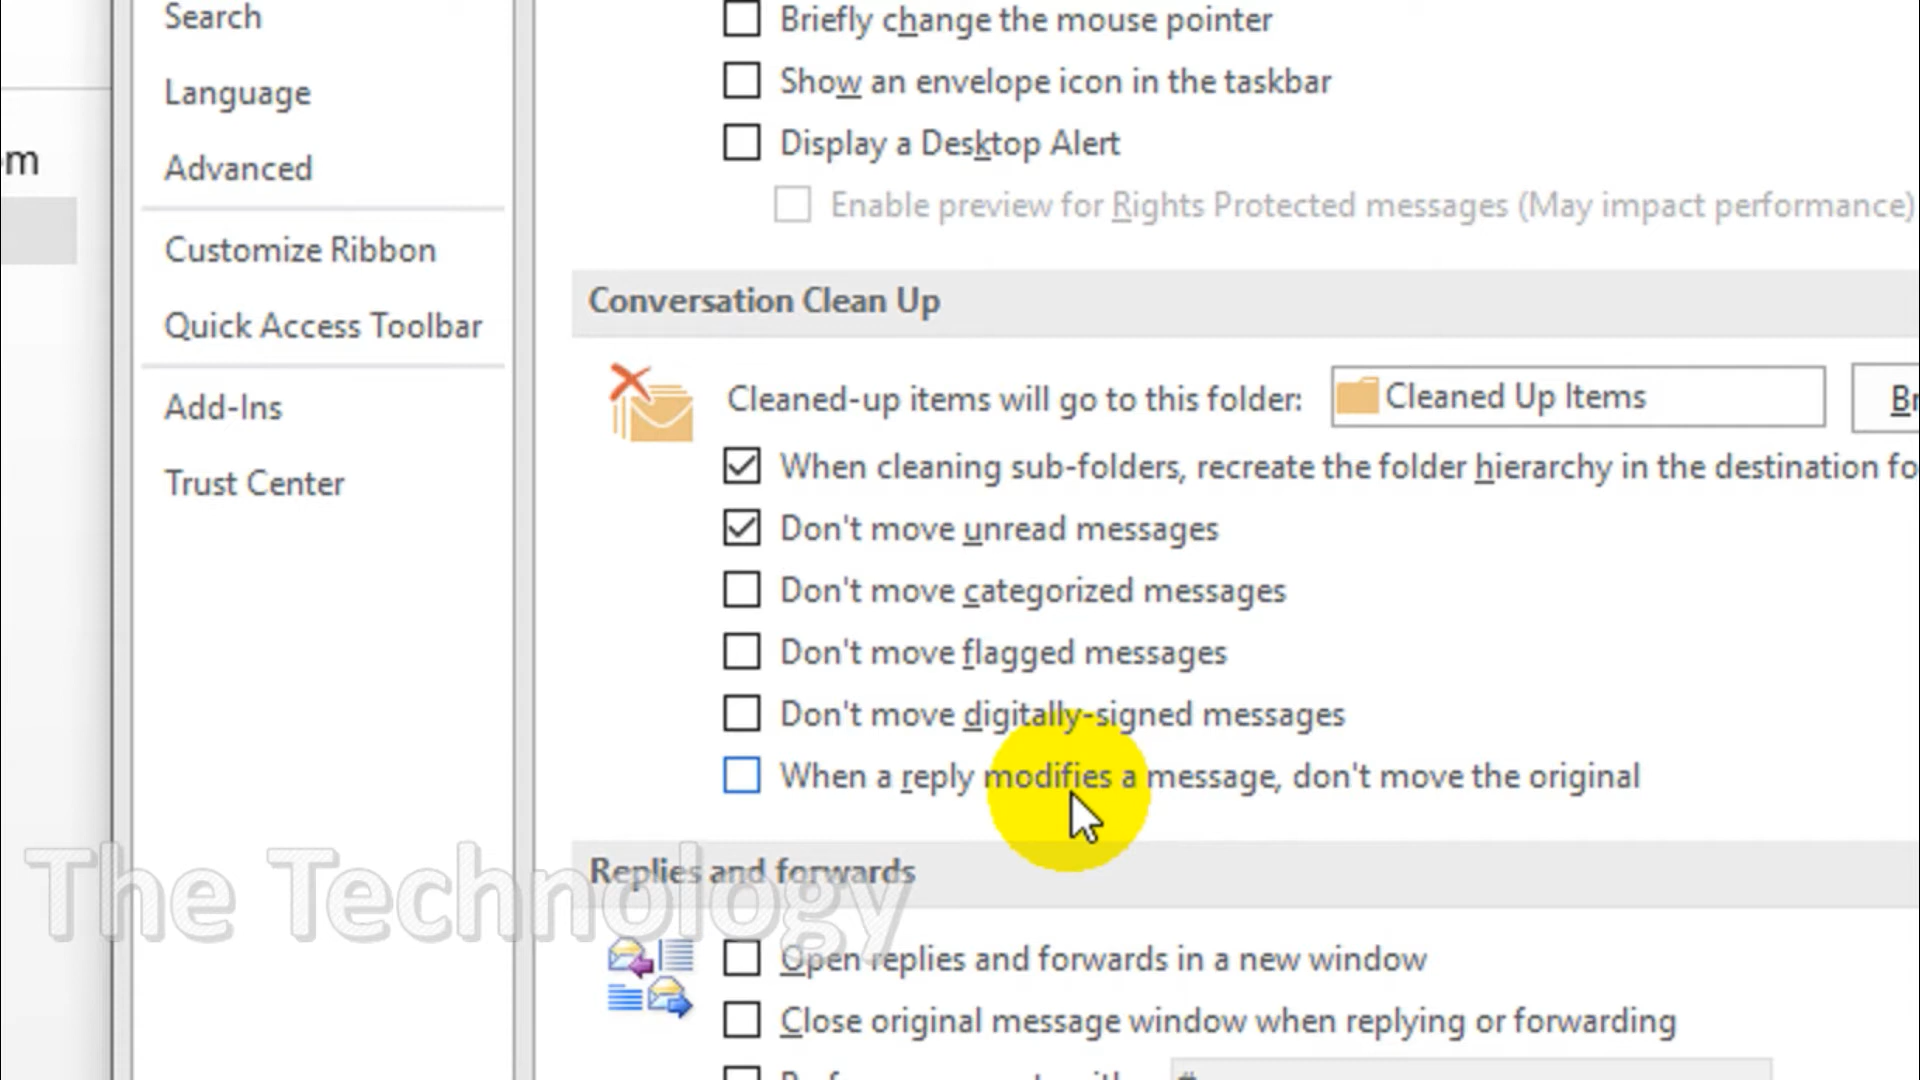 Search
Language
Advanced
Customize Ribbon
Quick Access Toolbar
Add-Ins
Trust Center
m
Briefly change the mouse pointer
Show an envelope icon in the taskbar
Display a Desktop Alert
Enable preview for Rights Protected messages (May impact performance)
Conversation Clean Up
Cleaned-up items will go to this folder: Cleaned Up Items Br
When cleaning sub-folders, recreate the folder hierarchy in the destination fo
Don't move unread messages
Don't move categorized messages
Don't move flagged messages
Don't move digitally-signed messages
When a reply modifies a message, don't move the original
Replies and forwards
The Technology
Open replies and forwards in a new window
Close original message window when replying or forwarding